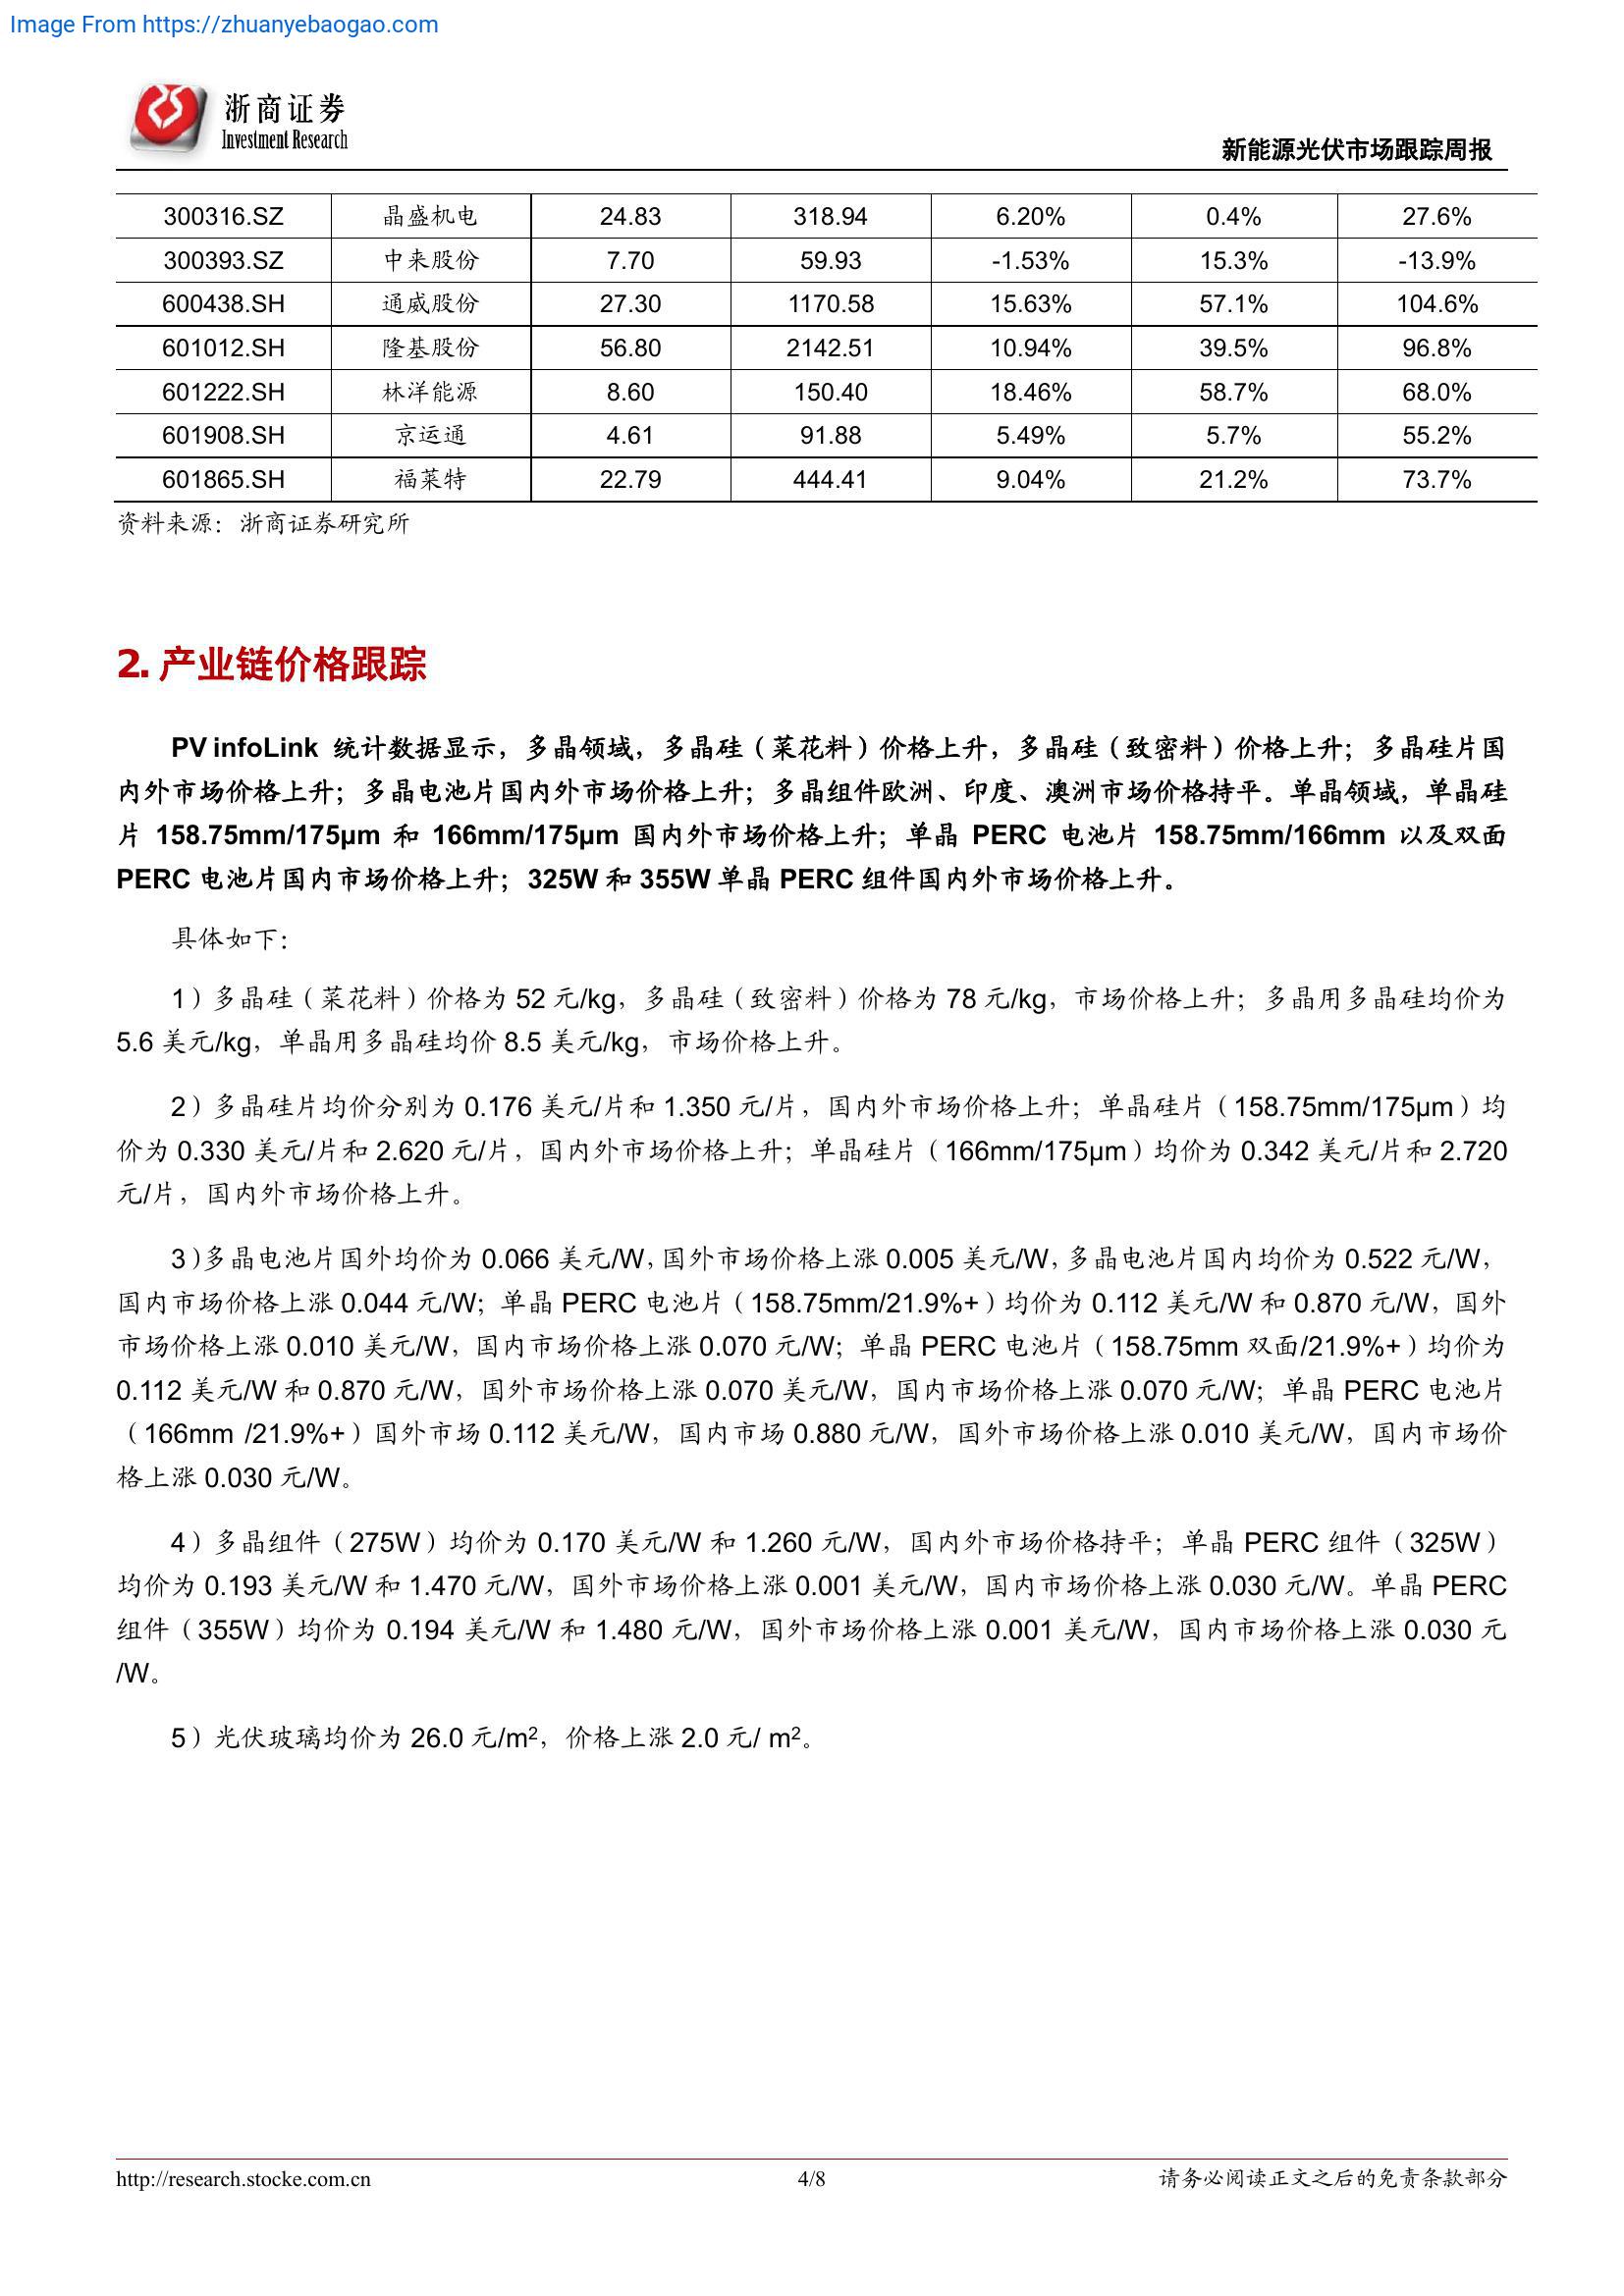 Image From https://zhuanyebaogao.com
浙商证券
Investment Research
新能源光伏市场跟踪周报
300316.SZ 晶盛机电 24.83 318.94 6.20% 0.4% 27.6%
300393.SZ 中来股份 7.70 59.93 -1.53% 15.3% -13.9%
600438.SH 通威股份 27.30 1170.58 15.63% 57.1% 104.6%
601012.SH 隆基股份 56.80 2142.51 10.94% 39.5% 96.8%
601222.SH 林洋能源 8.60 150.40 18.46% 58.7% 68.0%
601908.SH 京运通 4.61 91.88 5.49% 5.7% 55.2%
601865.SH 福莱特 22.79 444.41 9.04% 21.2% 73.7%
资料来源：浙商证券研究所
2. 产业链价格跟踪
PV infoLink 统计数据显示，多晶领域，多晶硅（菜花料）价格上升，多晶硅（致密料）价格上升；多晶硅片国
内外市场价格上升；多晶电池片国内外市场价格上升；多晶组件欧洲、印度、澳洲市场价格持平。单晶领域，单晶硅
片 158.75mm/175μm 和 166mm/175μm 国内外市场价格上升；单晶 PERC 电池片 158.75mm/166mm 以及双面
PERC 电池片国内市场价格上升；325W 和 355W 单晶 PERC 组件国内外市场价格上升。
具体如下：
1）多晶硅（菜花料）价格为 52 元/kg，多晶硅（致密料）价格为 78 元/kg，市场价格上升；多晶用多晶硅均价为
5.6 美元/kg，单晶用多晶硅均价 8.5 美元/kg，市场价格上升。
2）多晶硅片均价分别为 0.176 美元/片和 1.350 元/片，国内外市场价格上升；单晶硅片（158.75mm/175μm）均
价为 0.330 美元/片和 2.620 元/片，国内外市场价格上升；单晶硅片（166mm/175μm）均价为 0.342 美元/片和 2.720
元/片，国内外市场价格上升。
3）多晶电池片国外均价为 0.066 美元/W，国外市场价格上涨 0.005 美元/W，多晶电池片国内均价为 0.522 元/W，
国内市场价格上涨 0.044 元/W；单晶 PERC 电池片（158.75mm/21.9%+）均价为 0.112 美元/W 和 0.870 元/W，国外
市场价格上涨 0.010 美元/W，国内市场价格上涨 0.070 元/W；单晶 PERC 电池片（158.75mm 双面/21.9%+）均价为
0.112 美元/W 和 0.870 元/W，国外市场价格上涨 0.070 美元/W，国内市场价格上涨 0.070 元/W；单晶 PERC 电池片
（166mm /21.9%+）国外市场 0.112 美元/W，国内市场 0.880 元/W，国外市场价格上涨 0.010 美元/W，国内市场价
格上涨 0.030 元/W。
4）多晶组件（275W）均价为 0.170 美元/W 和 1.260 元/W，国内外市场价格持平；单晶 PERC 组件（325W）
均价为 0.193 美元/W 和 1.470 元/W，国外市场价格上涨 0.001 美元/W，国内市场价格上涨 0.030 元/W。单晶 PERC
组件（355W）均价为 0.194 美元/W 和 1.480 元/W，国外市场价格上涨 0.001 美元/W，国内市场价格上涨 0.030 元
/W。
5）光伏玻璃均价为 26.0 元/m²，价格上涨 2.0 元/ m²。
http://research.stocke.com.cn 4/8 请务必阅读正文之后的免责条款部分